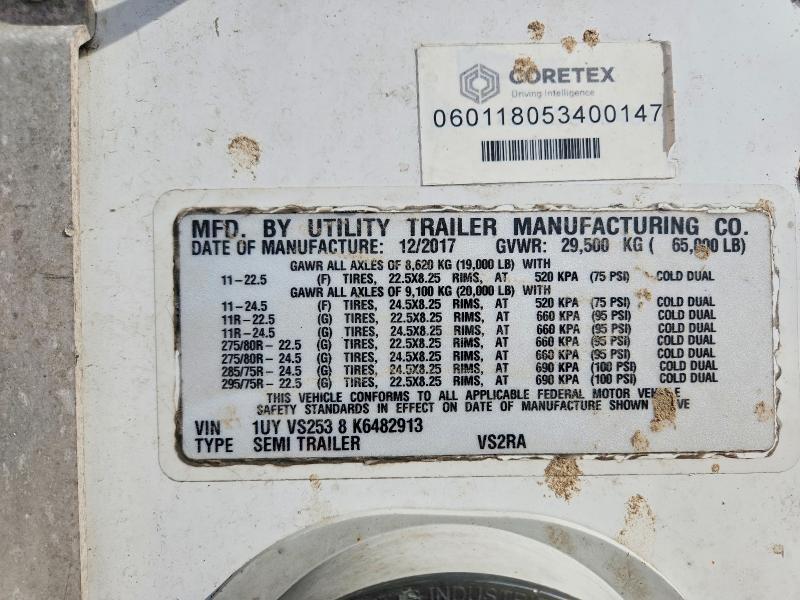 CORETEX
Driving Intelligence
060118053400147
MFD. BY UTILITY TRAILER MANUFACTURING CO.
DATE OF MANUFACTURE: 12/2017 GVWR: 29,500 KG ( 65,000 LB)
GAWR ALL AXLES OF 8,620 KG (19,000 LB) WITH
11-22.5 (F) TIRES, 22.5X8.25 RIMS, AT 520 KPA (75 PSI) COLD DUAL
GAWR ALL AXLES OF 9,100 KG (20,000 LB) WITH
11-24.5 (F) TIRES, 24.5X8.25 RIMS, AT 520 KPA (75 PSI) COLD DUAL
11R-22.5 (G) TIRES, 22.5X8.25 RIMS, AT 660 KPA (95 PSI) COLD DUAL
11R-24.5 (G) TIRES, 24.5X8.25 RIMS, AT 660 KPA (95 PSI) COLD DUAL
275/80R-22.5 (G) TIRES, 22.5X8.25 RIMS, AT 660 KPA (95 PSI) COLD DUAL
275/80R-24.5 (G) TIRES, 24.5X8.25 RIMS, AT 660 KPA (95 PSI) COLD DUAL
285/75R-24.5 (G) TIRES, 24.5X8.25 RIMS, AT 690 KPA (100 PSI) COLD DUAL
295/75R-22.5 (G) TIRES, 22.5X8.25 RIMS, AT 690 KPA (100 PSI) COLD DUAL
THIS VEHICLE CONFORMS TO ALL APPLICABLE FEDERAL MOTOR VEHICLE
SAFETY STANDARDS IN EFFECT ON DATE OF MANUFACTURE SHOWN
VIN 1UY VS253 8 K6482913
TYPE SEMI TRAILER VS2RA